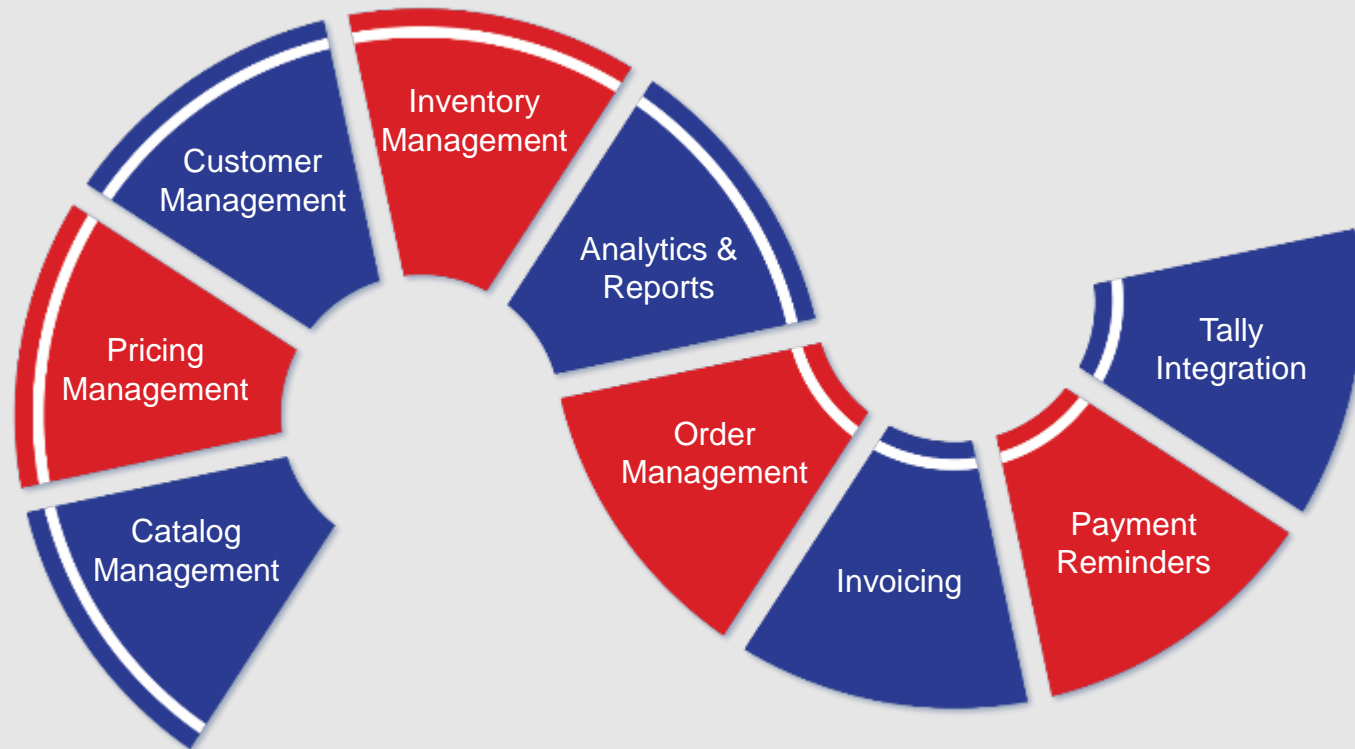 Catalog
Management
Pricing
Management
Customer
Management
Inventory
Management
Analytics &
Reports
Order
Management
Invoicing
Payment
Reminders
Tally
Integration